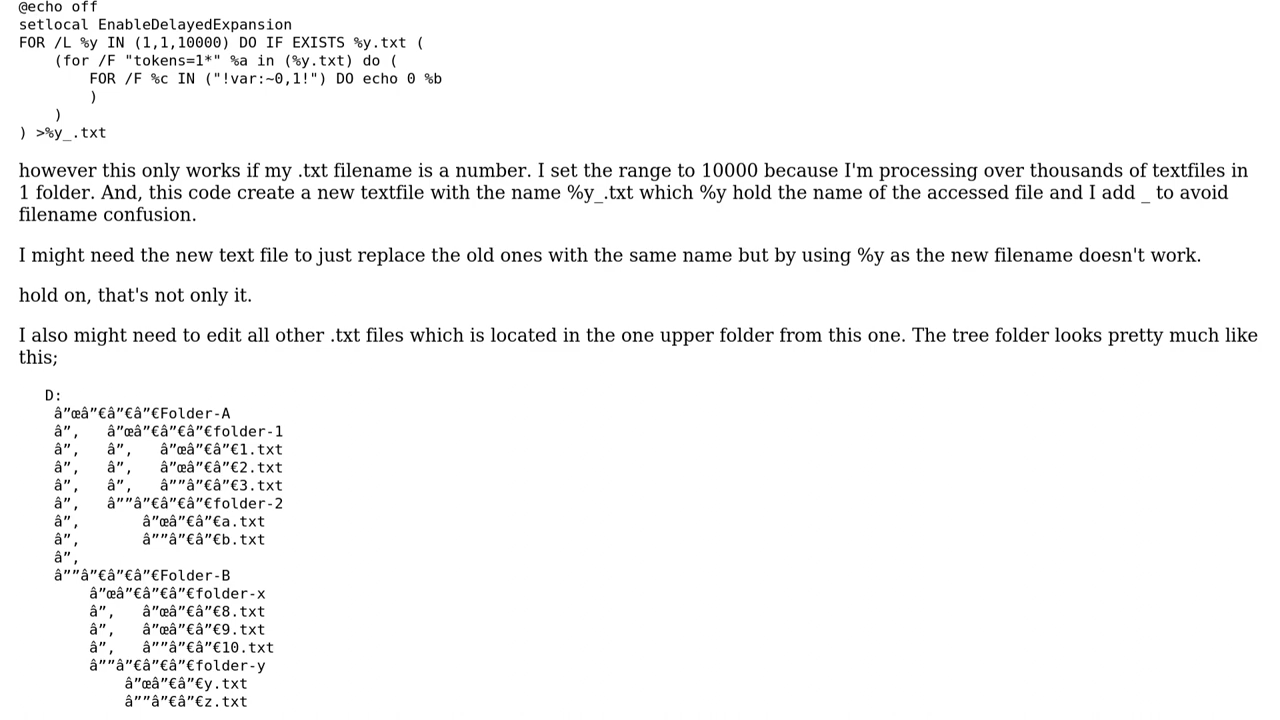 @echo off
setlocal EnableDelayedExpansion
FOR /L %y IN (1,1,10000) DO IF EXISTS %y.txt (
    (for /F "tokens=1*" %a in (%y.txt) do (
        FOR /F %c IN ("!var:~0,1!") DO echo 0 %b
        )
    )
) >%y_.txt
however this only works if my .txt filename is a number. I set the range to 10000 because I'm processing over thousands of textfiles in
1 folder. And, this code create a new textfile with the name %y_.txt which %y hold the name of the accessed file and I add _ to avoid
filename confusion.
I might need the new text file to just replace the old ones with the same name but by using %y as the new filename doesn't work.
hold on, that's not only it.
I also might need to edit all other .txt files which is located in the one upper folder from this one. The tree folder looks pretty much like
this;
   D:
    â”œâ”€â”€â”€Folder-A
    â”‚   â”œâ”€â”€â”€folder-1
    â”‚   â”‚   â”œâ”€â”€1.txt
    â”‚   â”‚   â”œâ”€â”€2.txt
    â”‚   â”‚   â””â”€â”€3.txt
    â”‚   â””â”€â”€â”€folder-2
    â”‚       â”œâ”€â”€a.txt
    â”‚       â””â”€â”€b.txt
    â”‚
    â””â”€â”€â”€Folder-B
        â”œâ”€â”€â”€folder-x
        â”‚   â”œâ”€â”€8.txt
        â”‚   â”œâ”€â”€9.txt
        â”‚   â””â”€â”€10.txt
        â””â”€â”€â”€folder-y
            â”œâ”€â”€y.txt
            â””â”€â”€z.txt